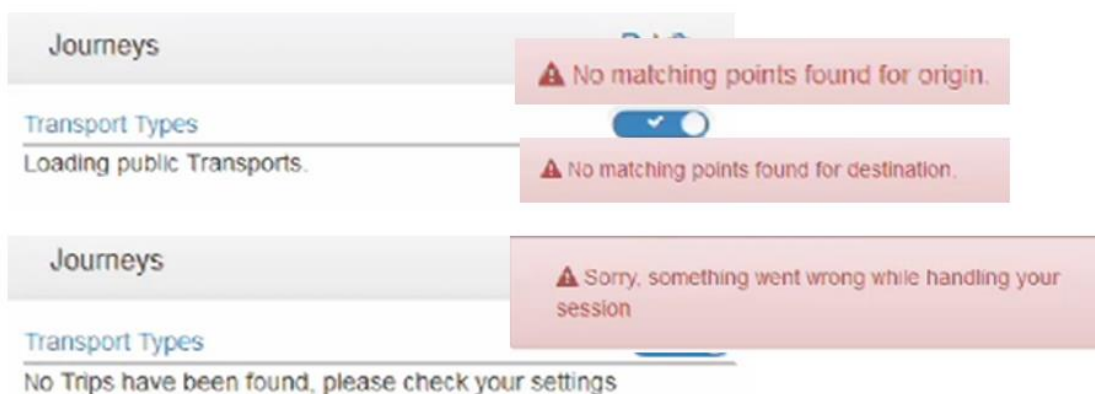 Journeys
No matching points found for origin.
Transport Types
Loading public Transports.
No matching points found for destination.
Journeys
Sorry, something went wrong while handling your
session
Transport Types
No Trips have been found, please check your settings